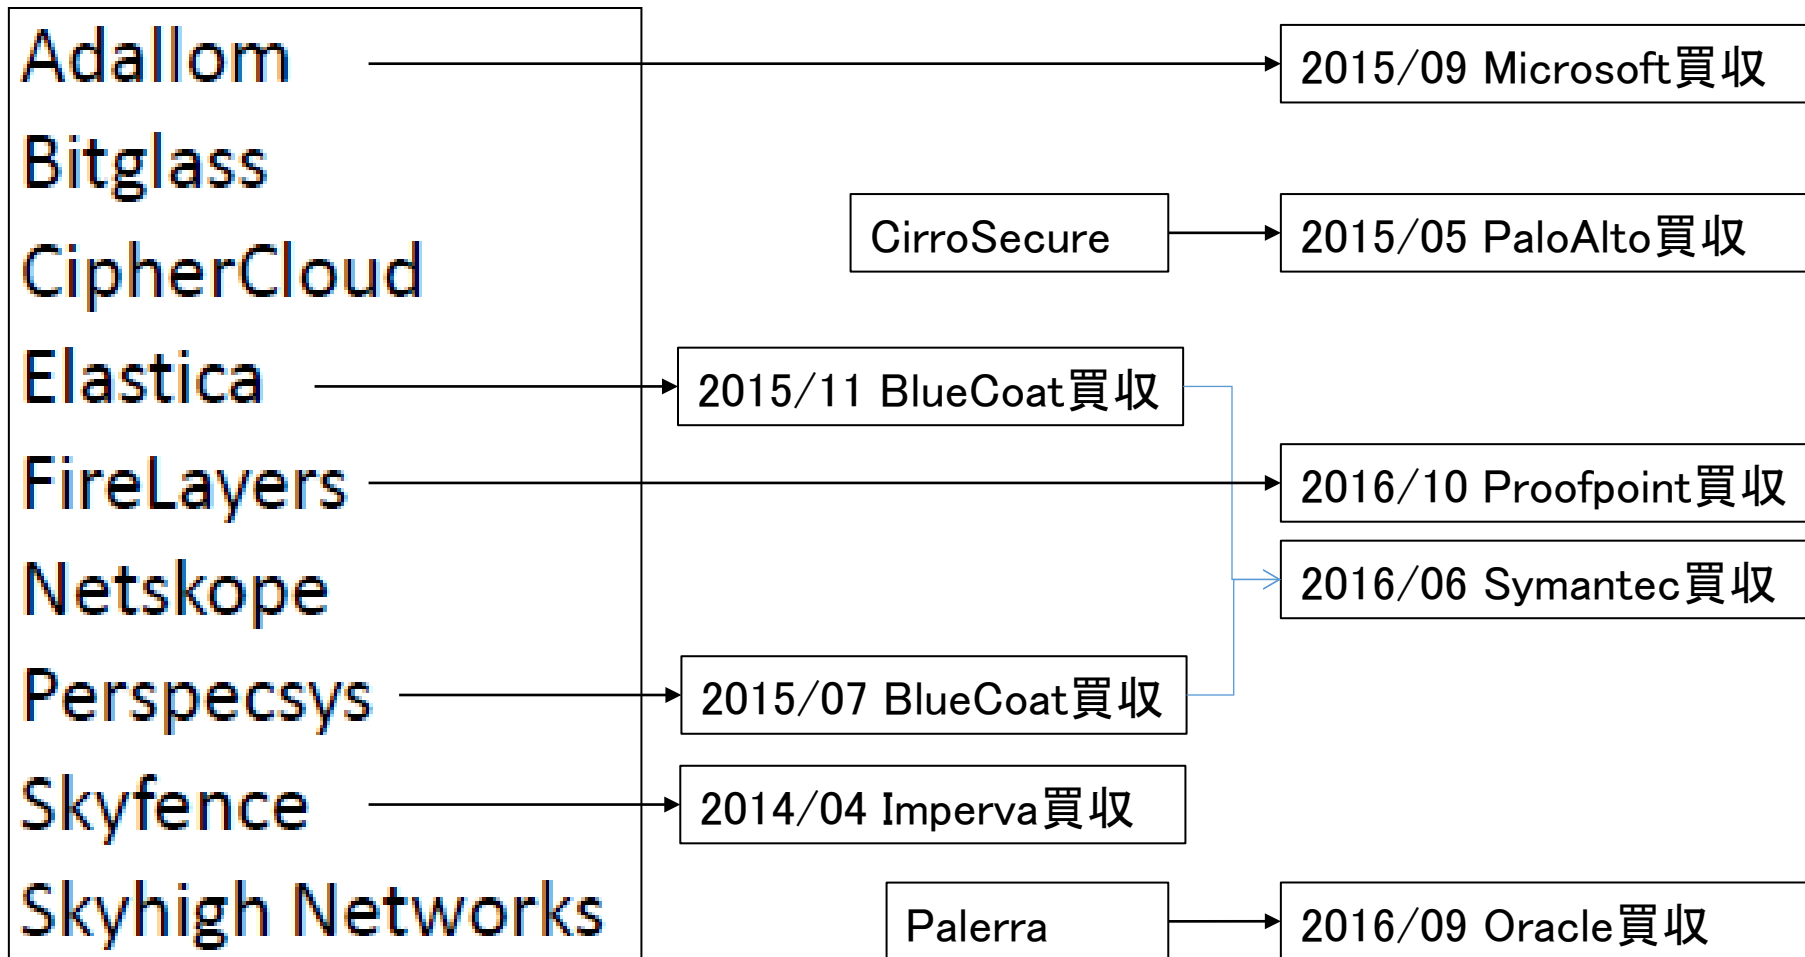 Adallom
2015/09 Microsoft買収
Bitglass
CirroSecure
2015/05 PaloAlto買収
CipherCloud
Elastica
2015/11 BlueCoat買収
FireLayers
2016/10 Proofpoint買収
Netskope
2016/06 Symantec買収
Perspecsys
2015/07 BlueCoat買収
Skyfence
2014/04 Imperva買収
Skyhigh Networks
Palerra
2016/09 Oracle買収